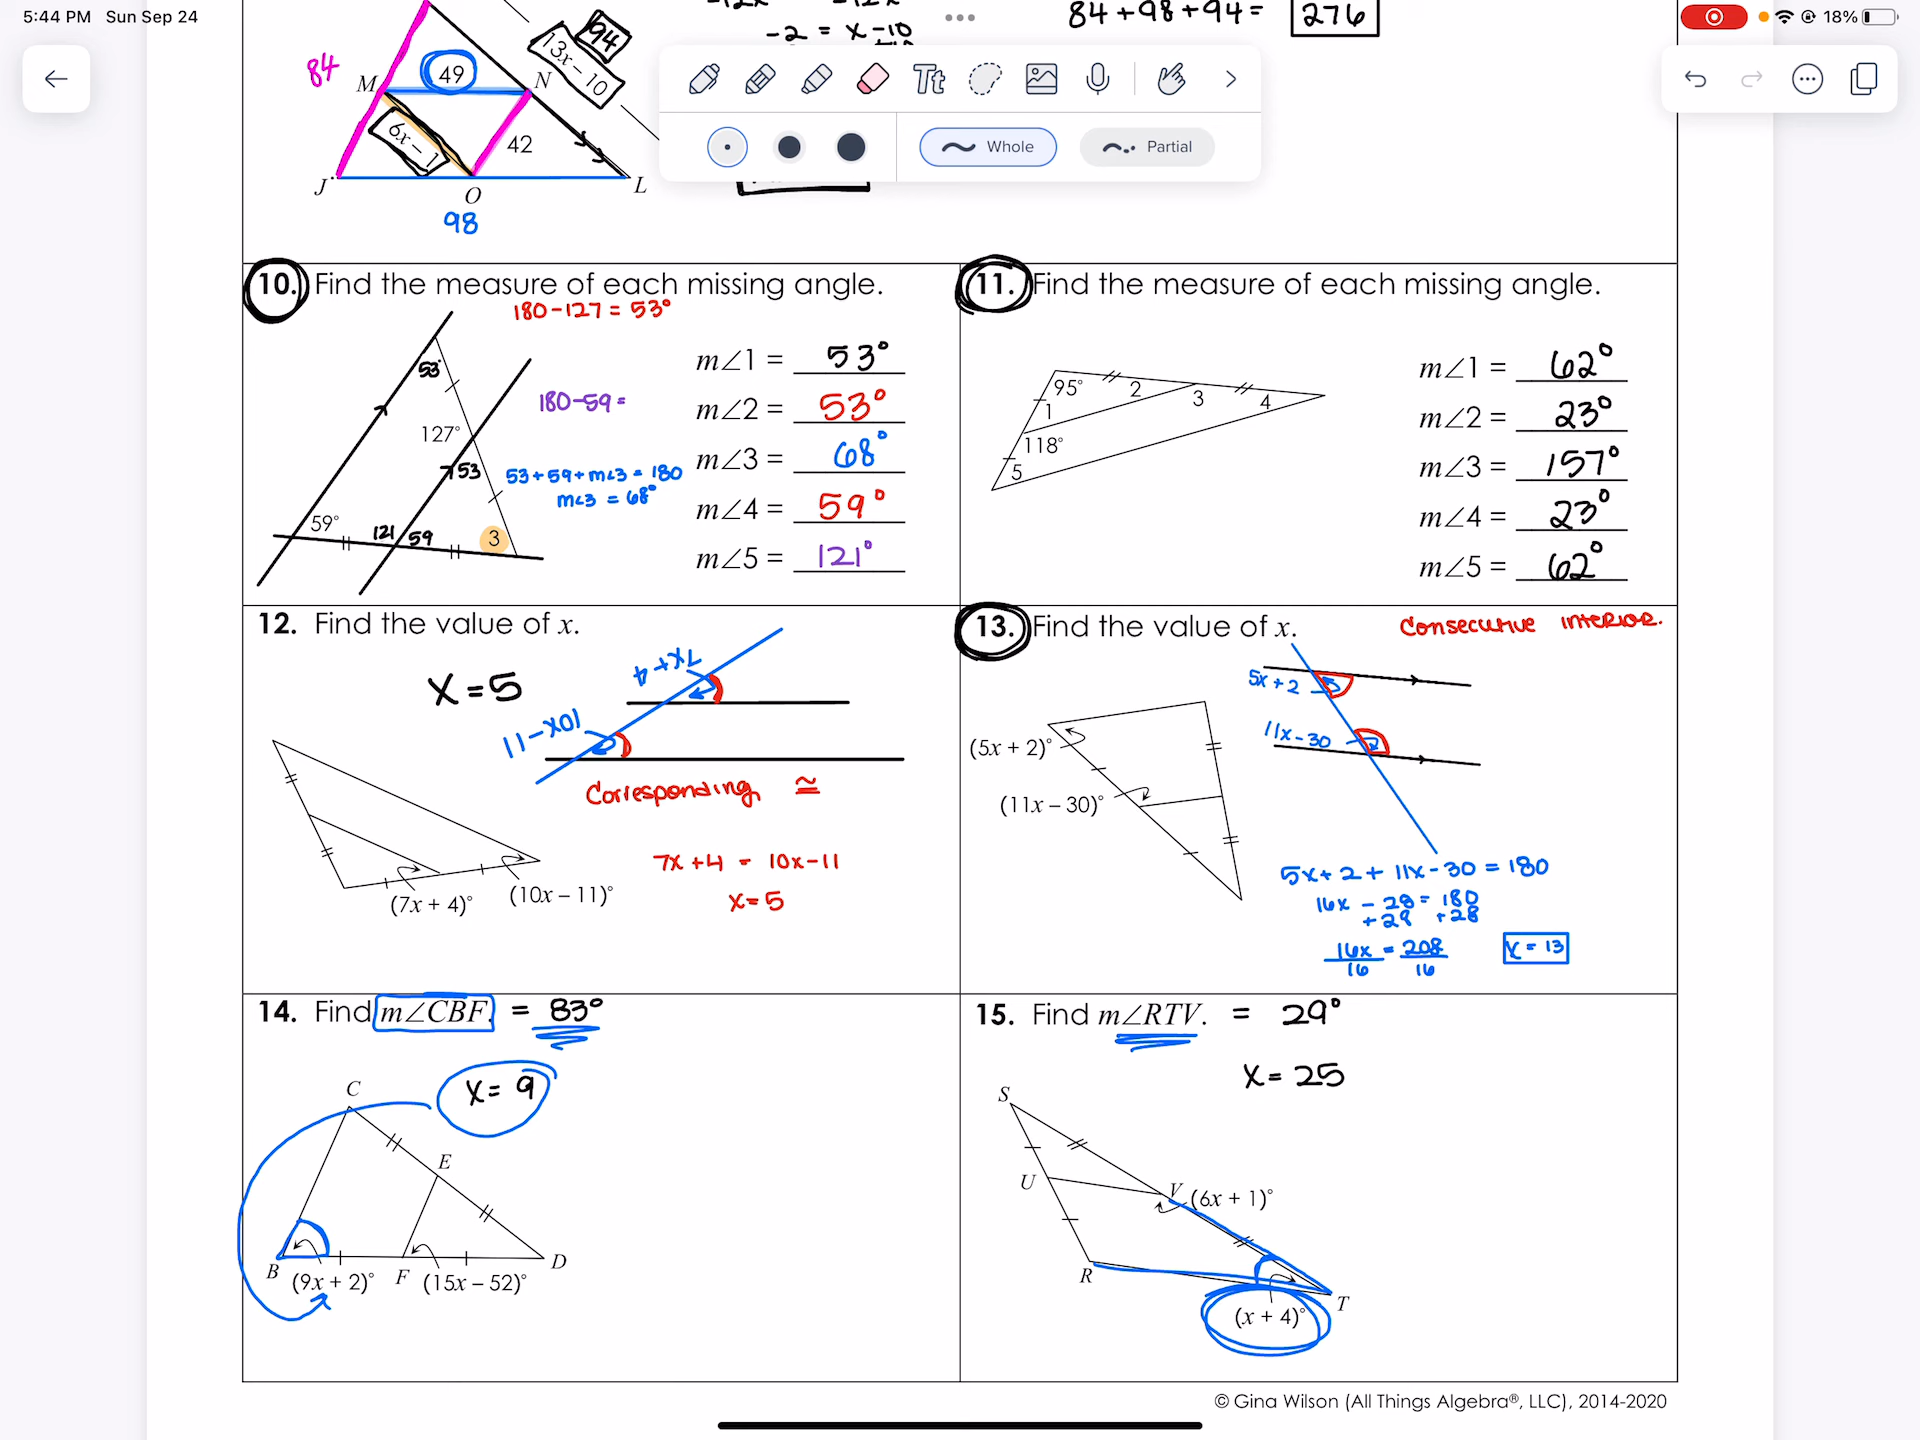 5:44 PM Sun Sep 24
18%
-2 = x -10
84+98+94= 276
Whole
Partial
84
M
49
N
94
13x – 10
6x – 1
42
J
O
L
98
10. Find the measure of each missing angle.
180-127 = 53°
53°
127°
53
59°
121
59
3
180-59 =
53+59+m∠3 = 180
m∠3 = 68°
m∠1 = 53°
m∠2 = 53°
m∠3 = 68°
m∠4 = 59°
m∠5 = 121°
11. Find the measure of each missing angle.
95°
2
3
4
1
118°
5
m∠1 = 62°
m∠2 = 23°
m∠3 = 157°
m∠4 = 23°
m∠5 = 62°
12. Find the value of x.
x = 5
7x+4
10x-11
Corresponding ≅
7x+4 = 10x-11
x= 5
(7x + 4)°
(10x – 11)°
13. Find the value of x.
Consecutive interior.
5x+2
11x-30
(5x + 2)°
(11x – 30)°
5x+2 + 11x-30 = 180
16x - 28 = 180
+28 +28
16x = 208
16 16
x = 13
14. Find m∠CBF. = 83°
x= 9
C
E
B
F
D
(9x + 2)°
(15x – 52)°
15. Find m∠RTV. = 29°
x= 25
S
U
V
(6x + 1)°
R
T
(x + 4)°
© Gina Wilson (All Things Algebra®, LLC), 2014-2020